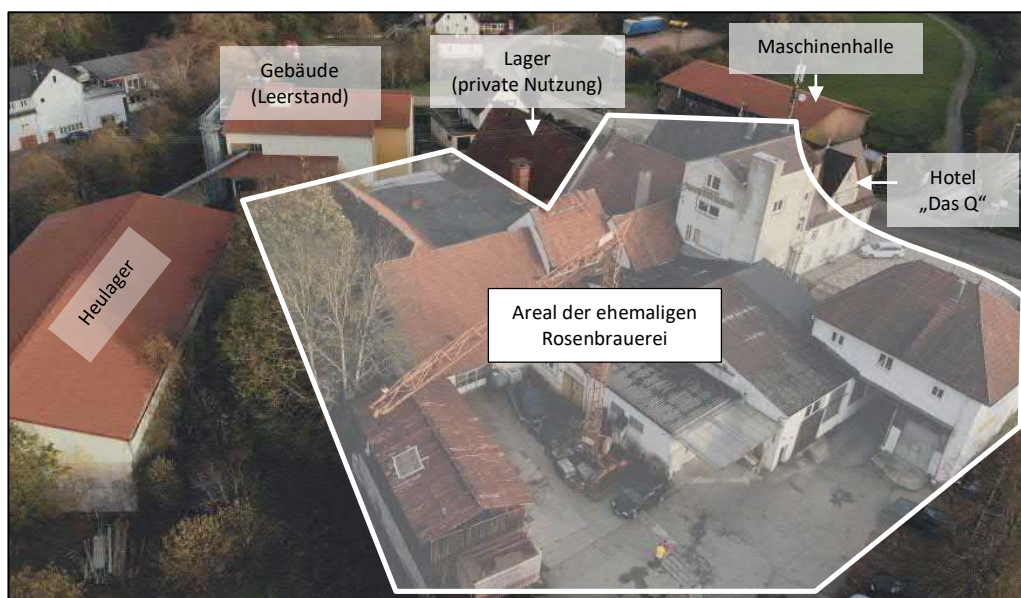 Gebäude
(Leerstand)
Lager
(private Nutzung)
Maschinenhalle
Hotel
„Das Q“
Heulager
Areal der ehemaligen
Rosenbrauerei